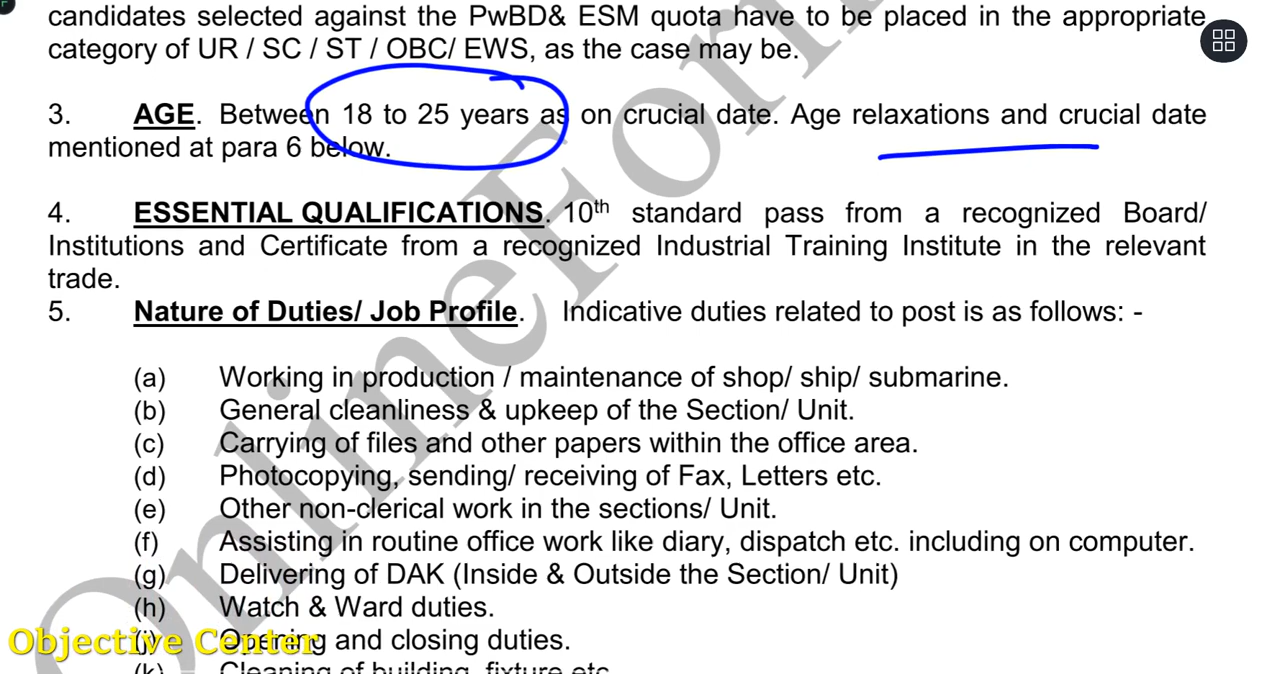 candidates selected against the PwBD& ESM quota have to be placed in the appropriate
category of UR / SC / ST / OBC/ EWS, as the case may be.
3. AGE. Between 18 to 25 years as on crucial date. Age relaxations and crucial date
mentioned at para 6 below.
4. ESSENTIAL QUALIFICATIONS. 10th standard pass from a recognized Board/
Institutions and Certificate from a recognized Industrial Training Institute in the relevant
trade.
5. Nature of Duties/ Job Profile. Indicative duties related to post is as follows: -
(a) Working in production / maintenance of shop/ ship/ submarine.
(b) General cleanliness & upkeep of the Section/ Unit.
(c) Carrying of files and other papers within the office area.
(d) Photocopying, sending/ receiving of Fax, Letters etc.
(e) Other non-clerical work in the sections/ Unit.
(f) Assisting in routine office work like diary, dispatch etc. including on computer.
(g) Delivering of DAK (Inside & Outside the Section/ Unit)
(h) Watch & Ward duties.
(j) Opening and closing duties.
(k) Cleaning of building, fixture etc
Objective Center
OnlineForm